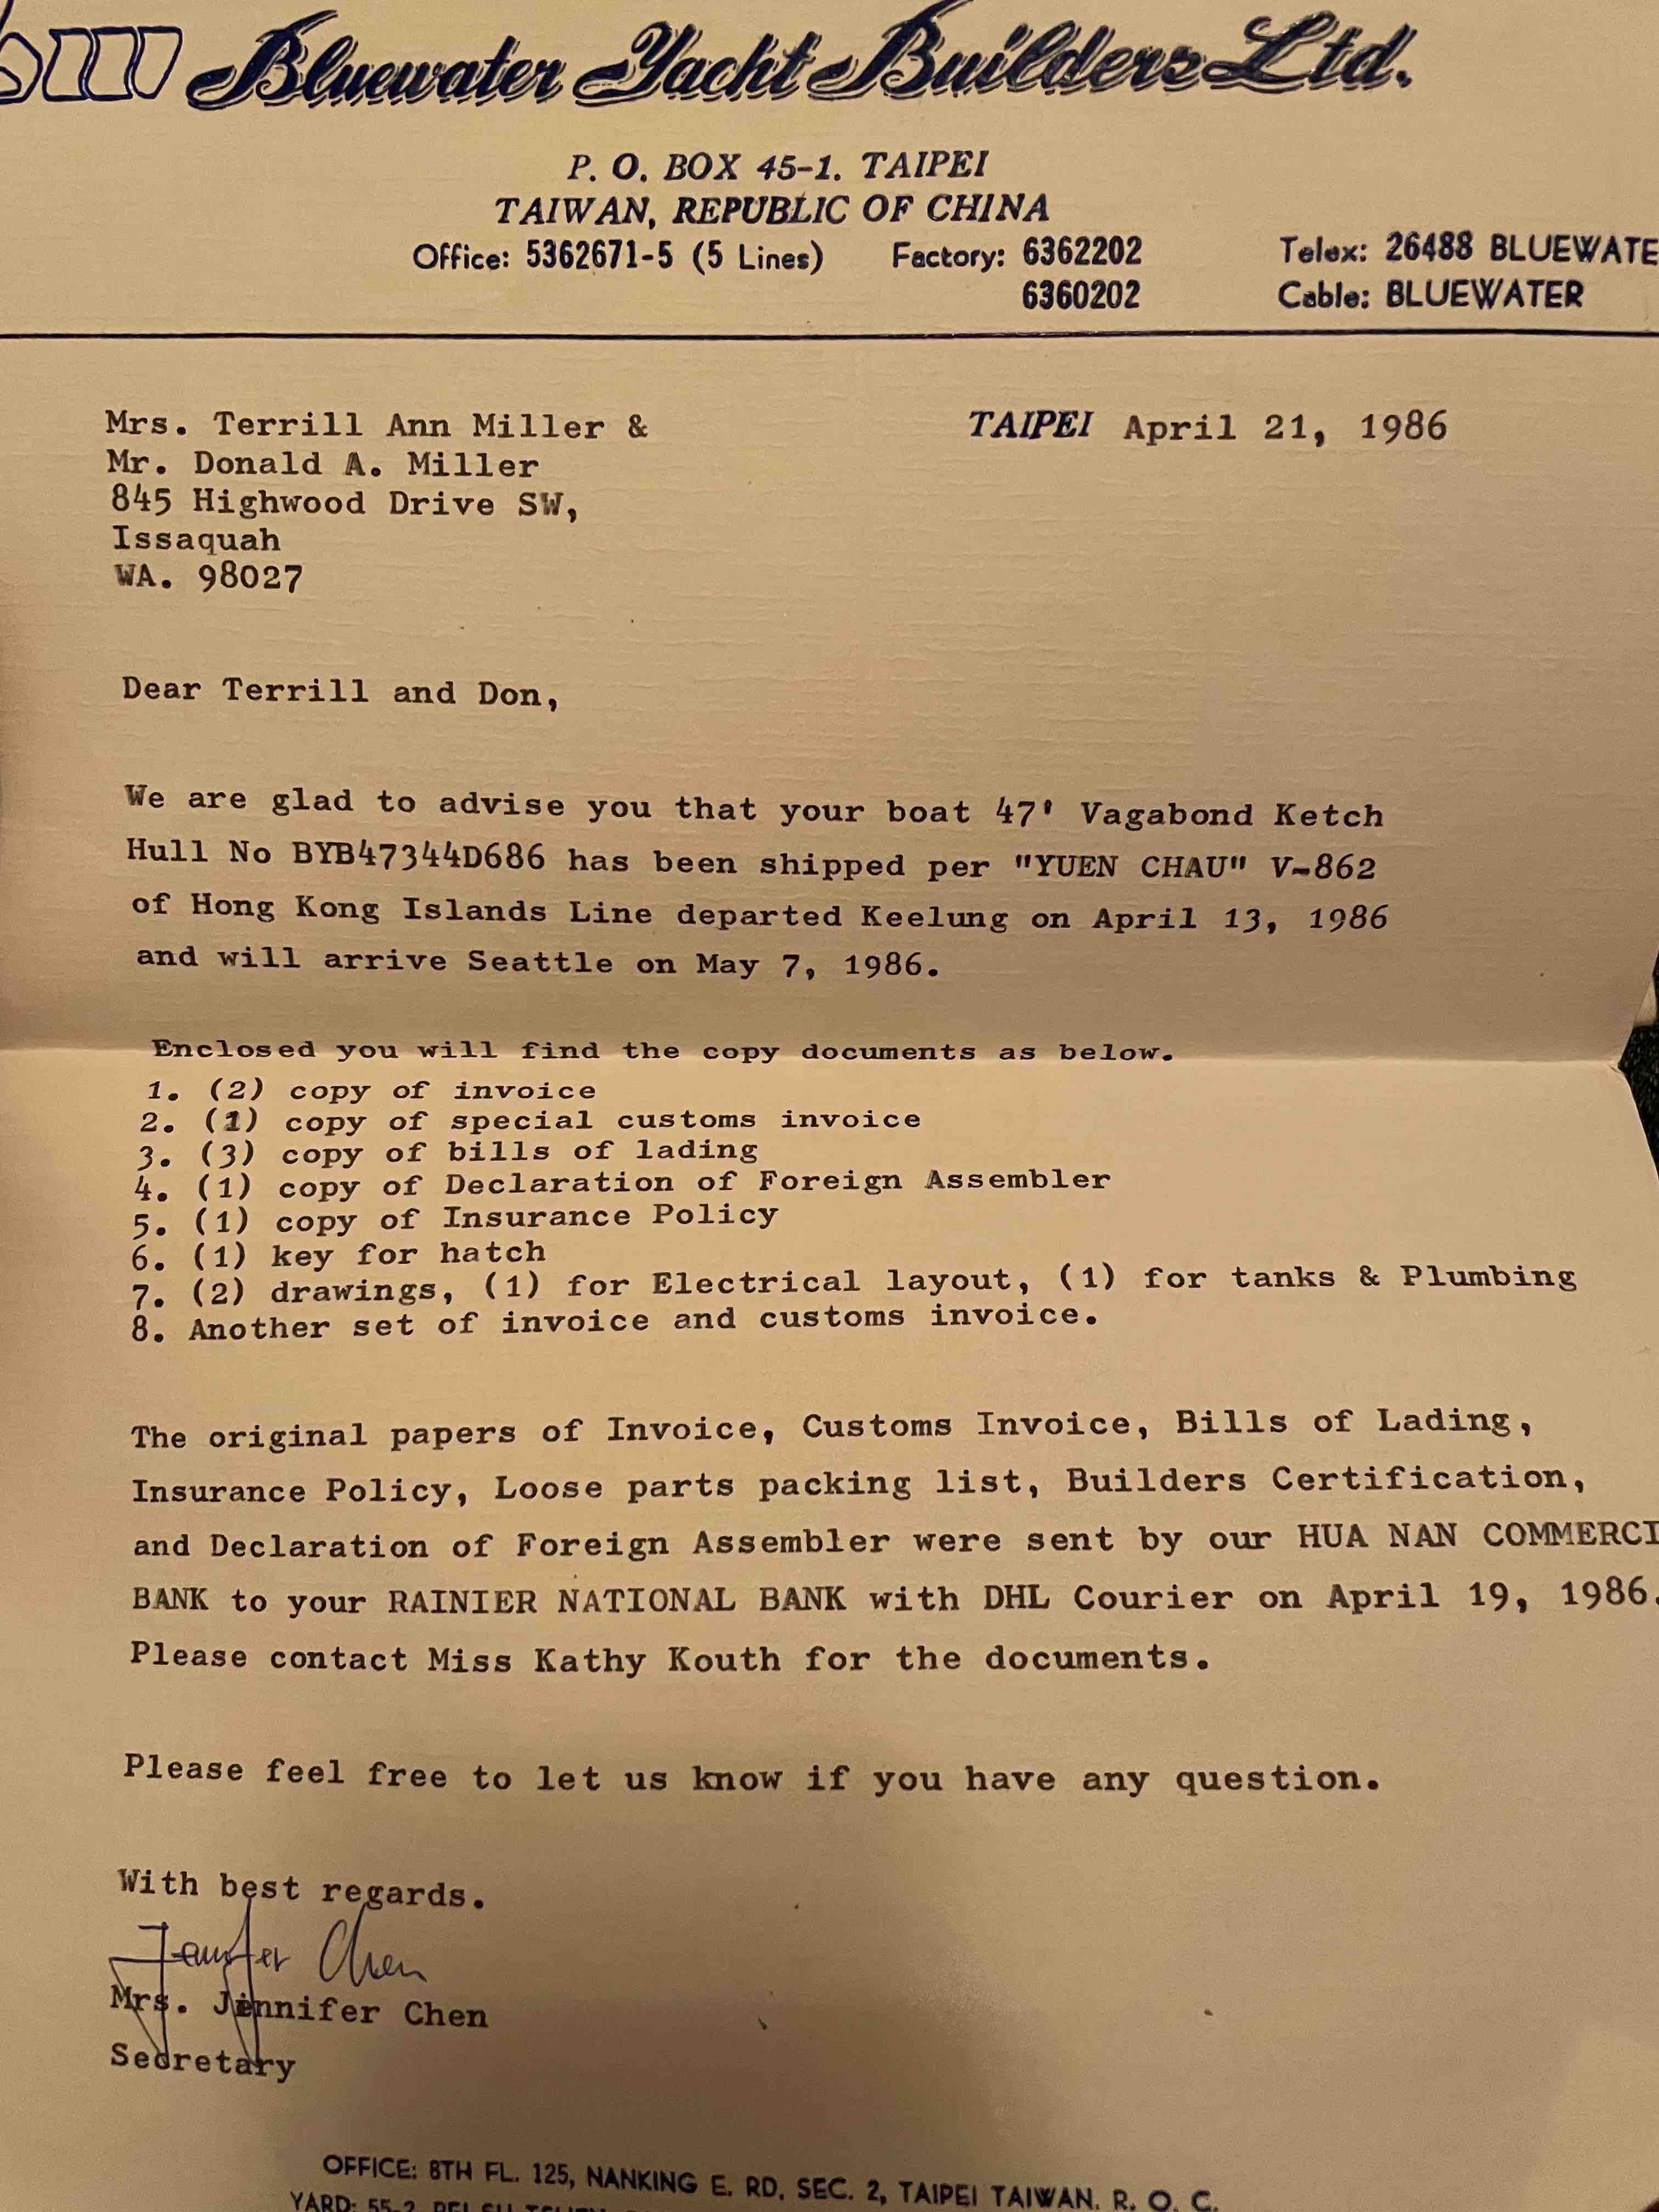 Bluewater Yacht Builders Ltd.
P. O. BOX 45-1. TAIPEI
TAIWAN, REPUBLIC OF CHINA
Office: 5362671-5 (5 Lines) Factory: 6362202 Telex: 26488 BLUEWATE
6360202 Cable: BLUEWATER
Mrs. Terrill Ann Miller & TAIPEI April 21, 1986
Mr. Donald A. Miller
845 Highwood Drive SW,
Issaquah
WA. 98027
Dear Terrill and Don,
We are glad to advise you that your boat 47' Vagabond Ketch
Hull No BYB47344D686 has been shipped per "YUEN CHAU" V-862
of Hong Kong Islands Line departed Keelung on April 13, 1986
and will arrive Seattle on May 7, 1986.
Enclosed you will find the copy documents as below.
1. (2) copy of invoice
2. (1) copy of special customs invoice
3. (3) copy of bills of lading
4. (1) copy of Declaration of Foreign Assembler
5. (1) copy of Insurance Policy
6. (1) key for hatch
7. (2) drawings, (1) for Electrical layout, (1) for tanks & Plumbing
8. Another set of invoice and customs invoice.
The original papers of Invoice, Customs Invoice, Bills of Lading,
Insurance Policy, Loose parts packing list, Builders Certification,
and Declaration of Foreign Assembler were sent by our HUA NAN COMMERCI
BANK to your RAINIER NATIONAL BANK with DHL Courier on April 19, 1986.
Please contact Miss Kathy Kouth for the documents.
Please feel free to let us know if you have any question.
With best regards.
Jennifer Chen
Mrs. Jennifer Chen
Secretary
OFFICE: 8TH FL. 125, NANKING E. RD. SEC. 2, TAIPEI TAIWAN. R. O. C.
YARD: 55-2